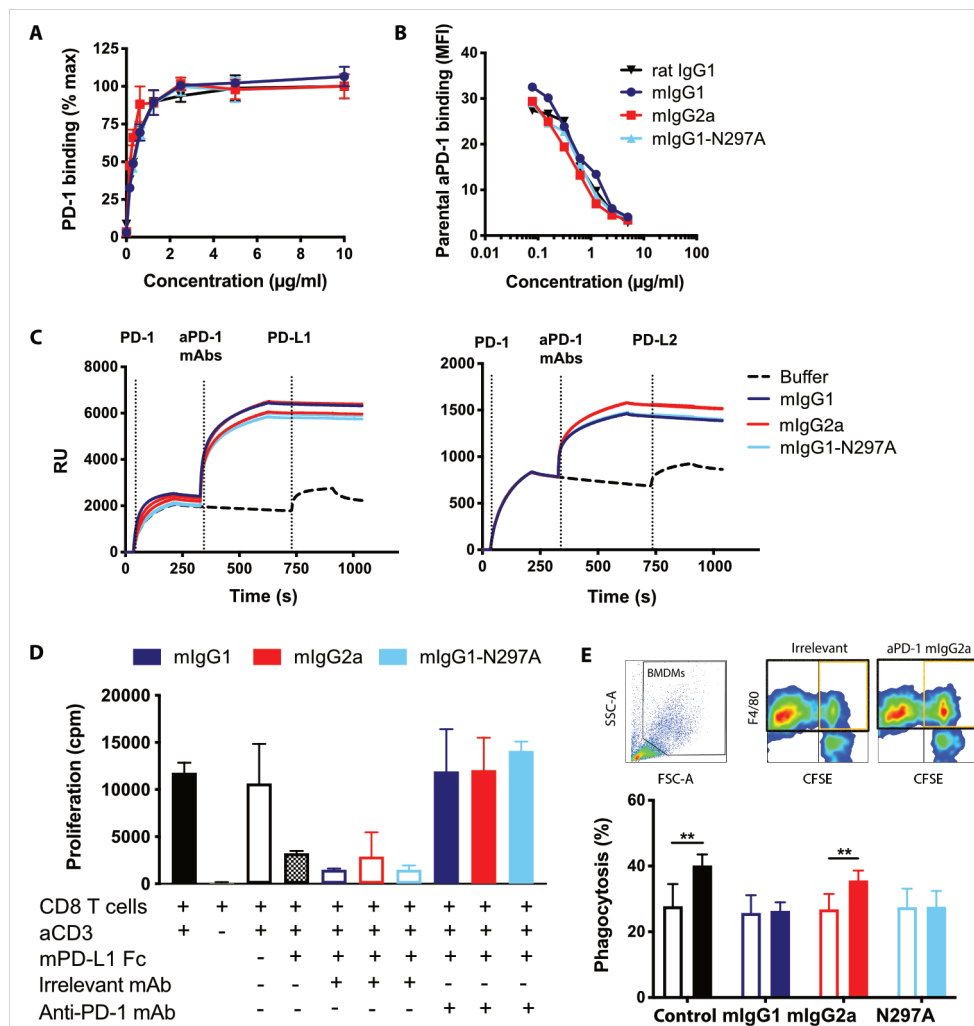 A
PD-1 binding (% max)
125
100
75
50
25
0
0 2 4 6 8 10
Concentration (µg/ml)
B
Parental aPD-1 binding (MFI)
40
30
20
10
0
0.01 0.1 1 10 100
Concentration (µg/ml)
rat IgG1
mIgG1
mIgG2a
mIgG1-N297A
C
PD-1 aPD-1 mAbs PD-L1
RU
8000
6000
4000
2000
0
0 250 500 750 1000
Time (s)
PD-1 aPD-1 mAbs PD-L2
2000
1500
1000
500
0
0 250 500 750 1000
Time (s)
Buffer
mIgG1
mIgG2a
mIgG1-N297A
D
mIgG1 mIgG2a mIgG1-N297A
Proliferation (cpm)
20000
15000
10000
5000
0
CD8 T cells + + + + + + + + + +
aCD3 + - + + + + + + + +
mPD-L1 Fc - + + + + + + +
Irrelevant mAb - - + + + - - -
Anti-PD-1 mAb - - - - - + + +
E
BMDMs
SSC-A
FSC-A
Irrelevant
F4/80
CFSE
aPD-1 mIgG2a
CFSE
Phagocytosis (%)
60
40
20
0
** **
Control mIgG1 mIgG2a N297A